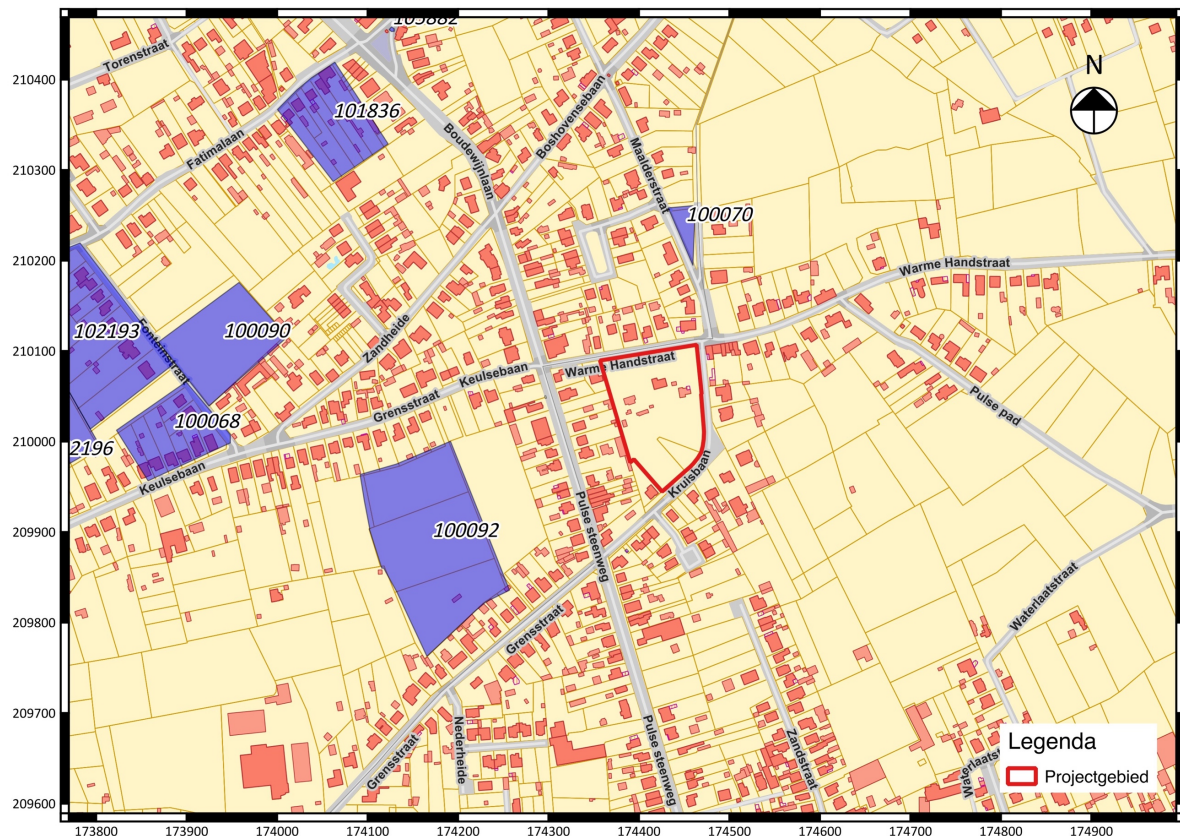 103882
Torenstraat
210400
101836
N
Boshovensebaan
Boudewijnlaan
Maalderstraat
Fatimalaan
210300
100070
210200
Warme Handstraat
102193
Fonteinstraat
100090
Zandheide
210100
Keulsebaan
Warme Handstraat
Grensstraat
Pulse pad
100068
210000
2196
Keulsebaan
Kruisbaan
100092
209900
Pulse steenweg
Waterlaatstraat
Grensstraat
209800
209700
Nederheide
Pulse steenweg
Zandstraat
Grensstraat
Legenda
Projectgebied
209600
173800 173900 174000 174100 174200 174300 174400 174500 174600 174700 174800 174900